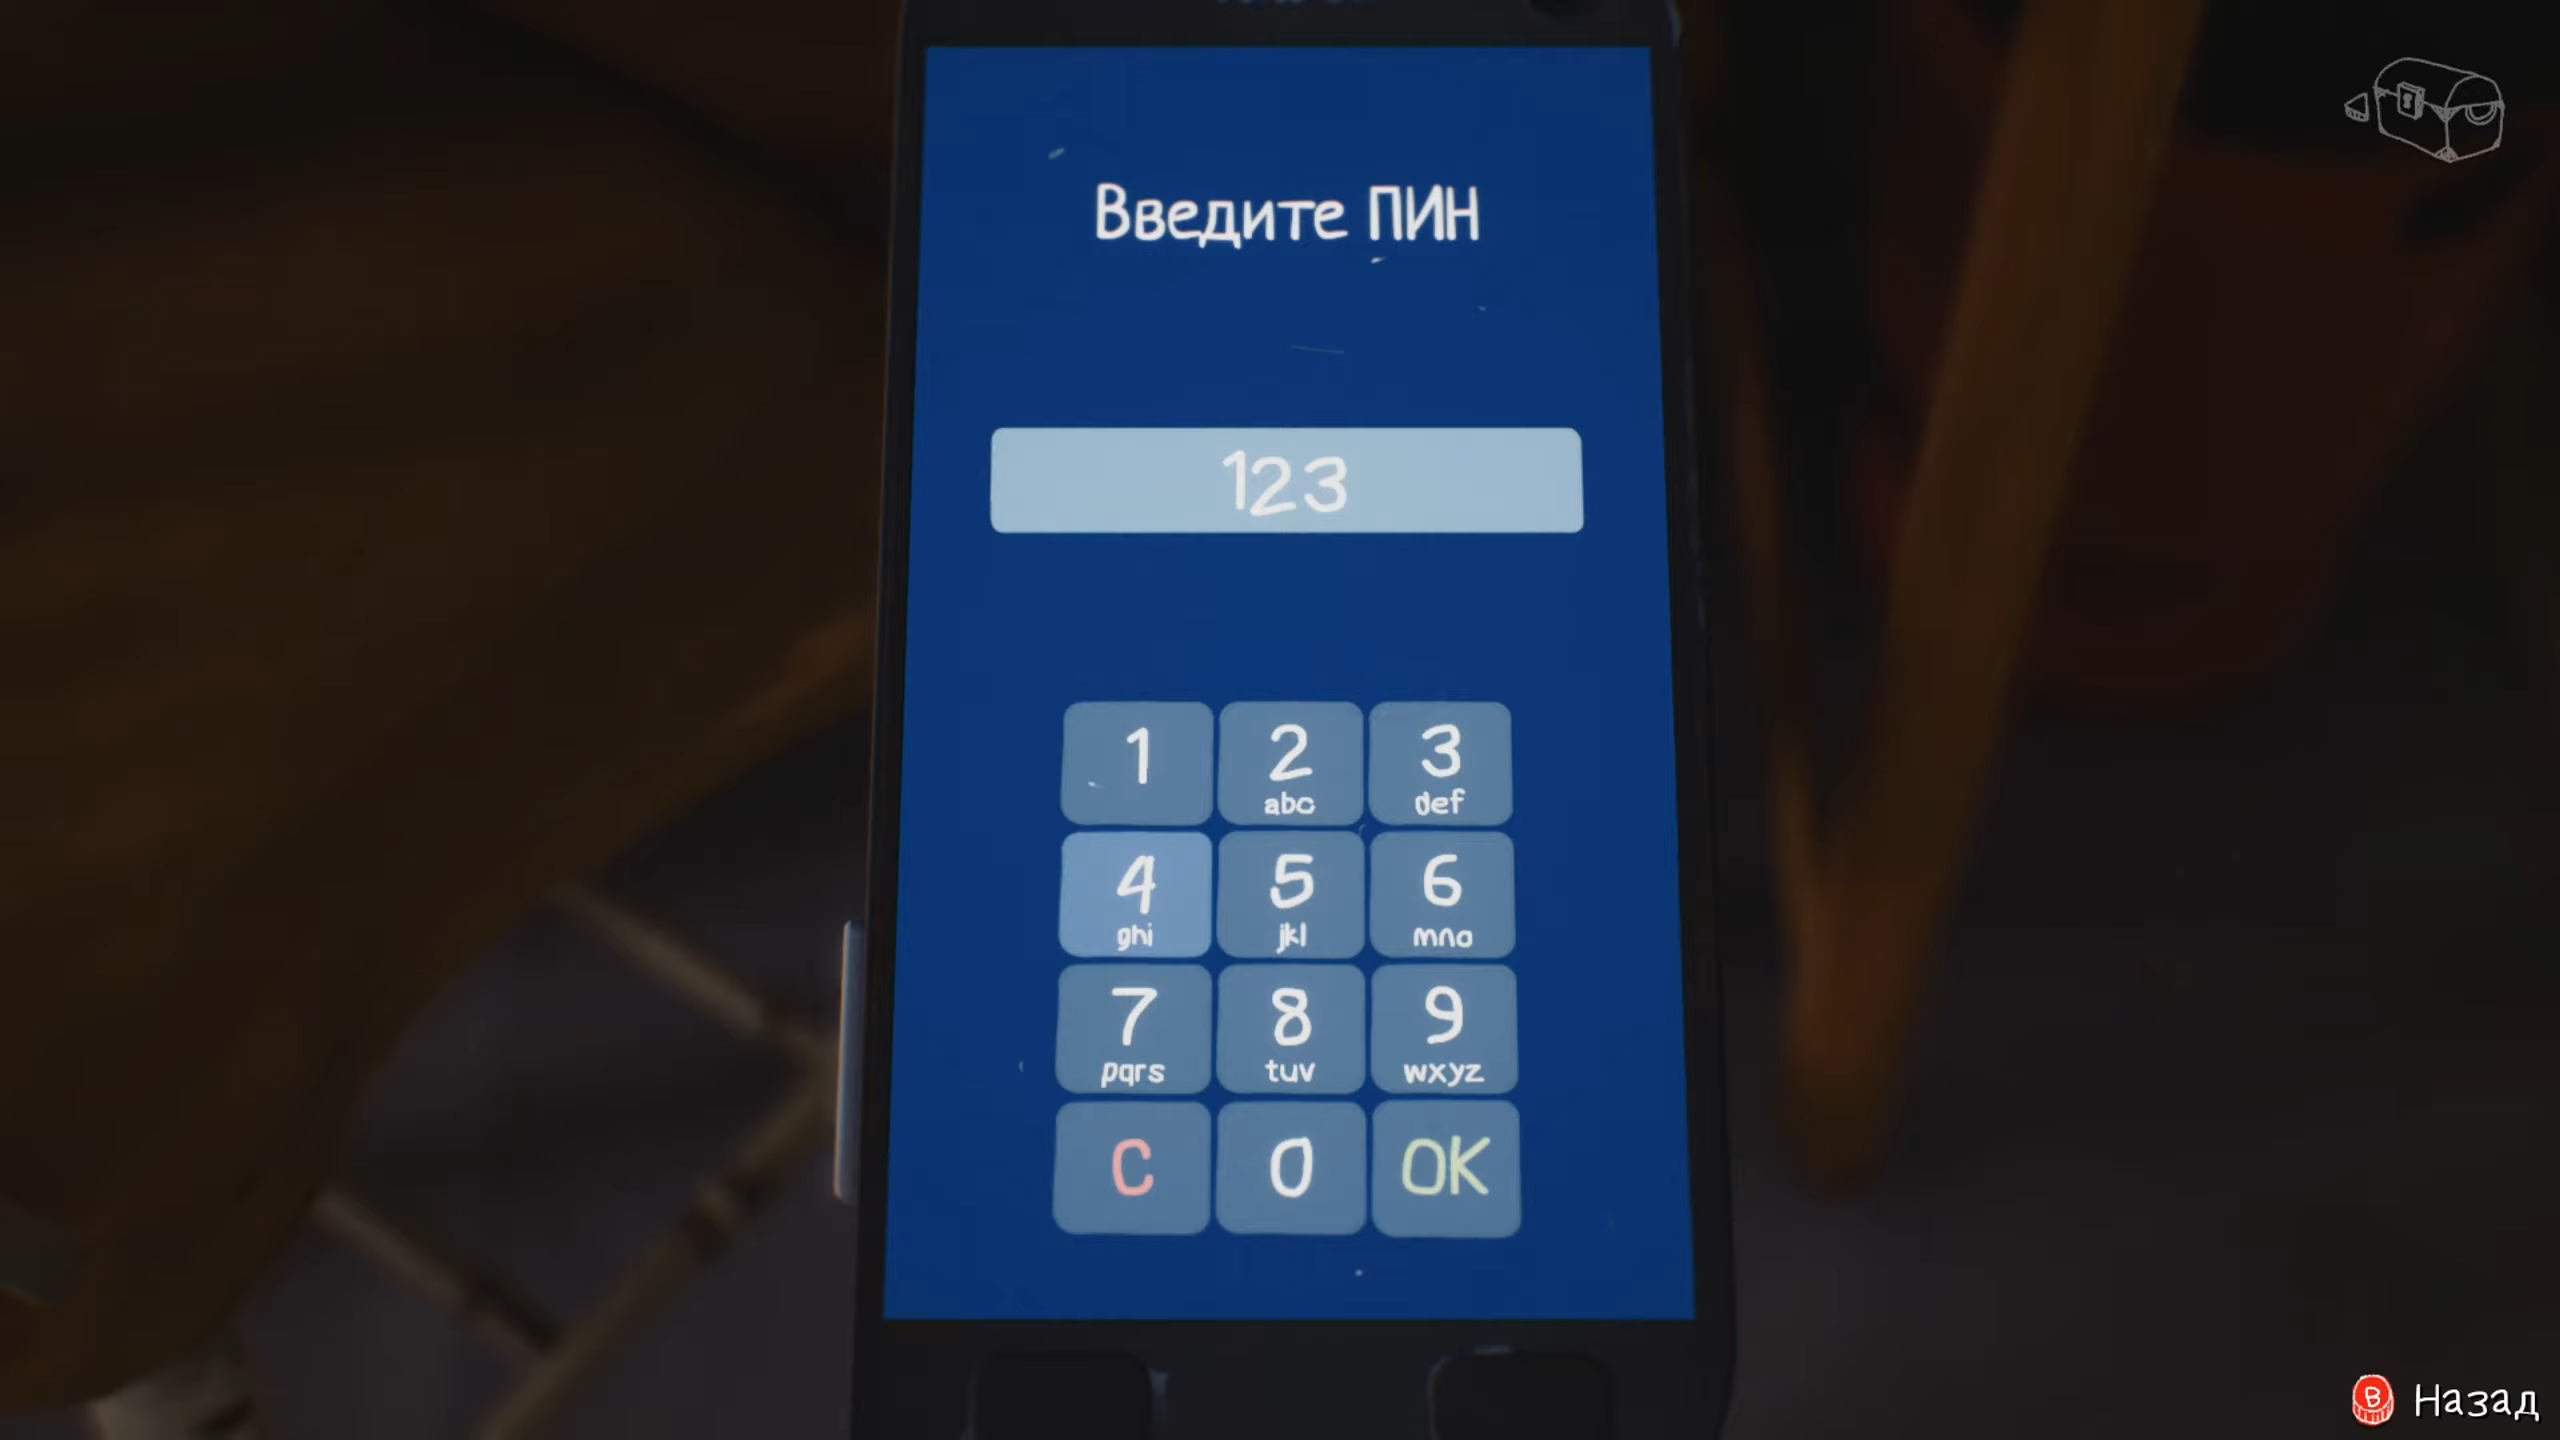 Введите ПИН
123
1 2 3
abc def
4 5 6
ghi jkl mno
7 8 9
pqrs tuv wxyz
C 0 OK
B Назад